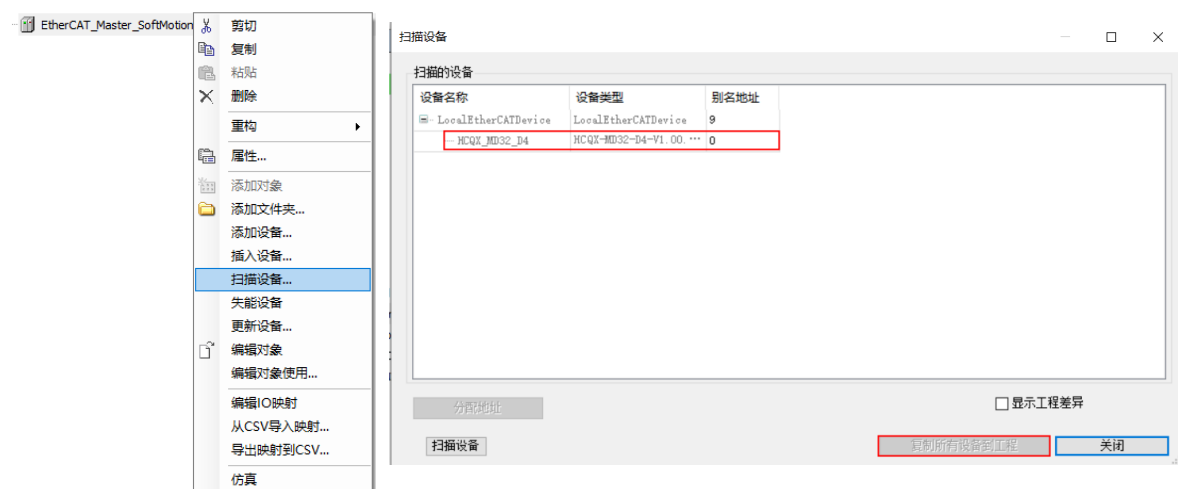 EtherCAT_Master_SoftMotion
剪切
复制
粘贴
删除
重构
属性...
添加对象
添加文件夹...
添加设备...
插入设备...
扫描设备...
失能设备
更新设备...
编辑对象
编辑对象使用...
编辑IO映射
从CSV导入映射...
导出映射到CSV...
仿真
扫描设备
扫描的设备
设备名称 设备类型 别名地址
LocalEtherCATDevice LocalEtherCATDevice 9
HCQX_MD32_D4 HCQX-MD32-D4-V1.00. ... 0
分配地址 显示工程差异
扫描设备 复制所有设备到工程 关闭